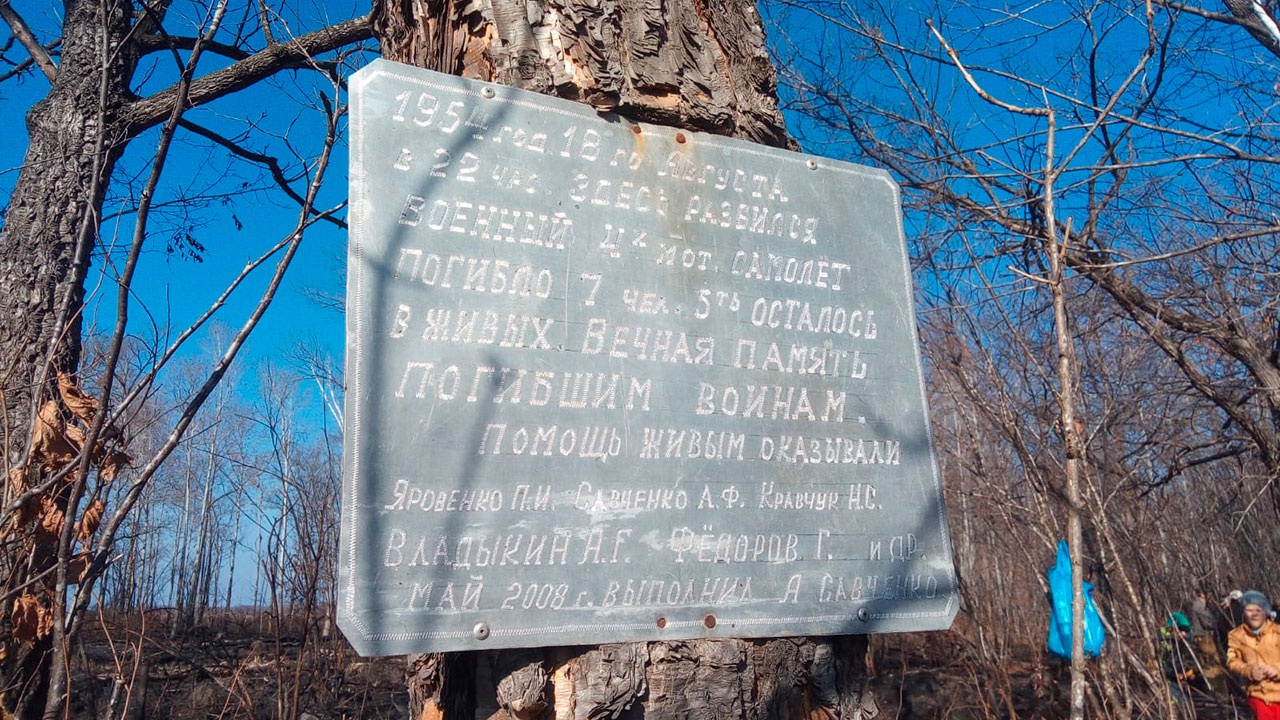 1954 год 18 го Августа
в 22 час. здесь разбился
военный 4х мот. самолёт
погибло 7 чел. 5ть осталось
в живых. Вечная память
погибшим воинам.
Помощь живым оказывали
Яровенко П.И. Савченко А.Ф. Кравчук Н.С.
Владыкин А.Г. Фёдоров. Г. и др.
май 2008 г. выполнил А Савченко.